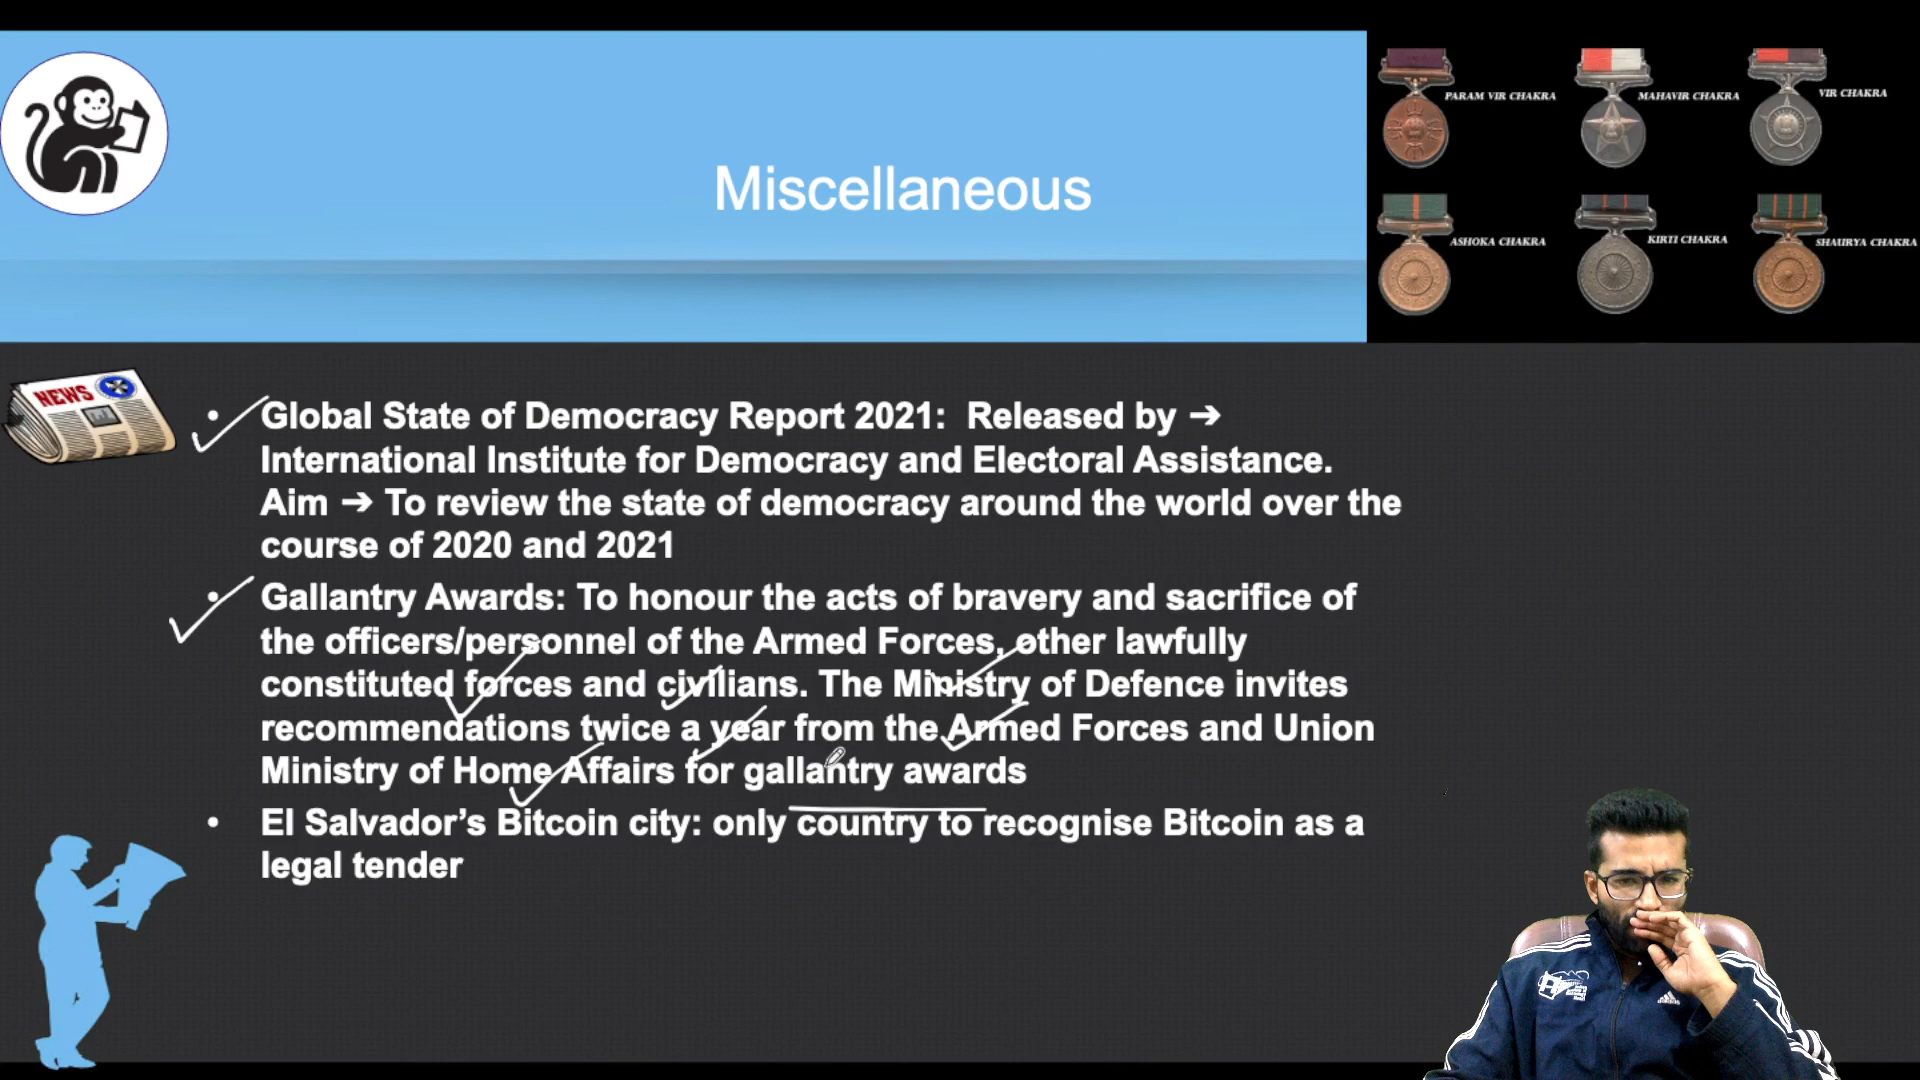 Miscellaneous
PARAM VIR CHAKRA
MAHAVIR CHAKRA
VIR CHAKRA
ASHOKA CHAKRA
KIRTI CHAKRA
SHAURYA CHAKRA
NEWS
• Global State of Democracy Report 2021: Released by ➔
International Institute for Democracy and Electoral Assistance.
Aim ➔ To review the state of democracy around the world over the
course of 2020 and 2021
• Gallantry Awards: To honour the acts of bravery and sacrifice of
the officers/personnel of the Armed Forces, other lawfully
constituted forces and civilians. The Ministry of Defence invites
recommendations twice a year from the Armed Forces and Union
Ministry of Home Affairs for gallantry awards
• El Salvador’s Bitcoin city: only country to recognise Bitcoin as a
legal tender
adidas